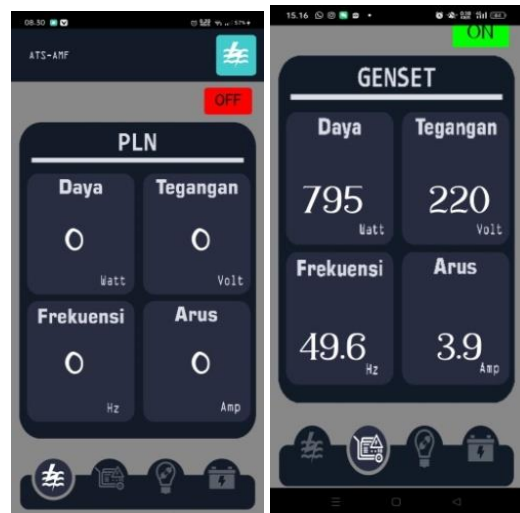 08.30
ATS-AMF
OFF
PLN
Daya
Tegangan
0
0
Watt
Volt
Frekuensi
Arus
0
0
Hz
Amp
15.16
ON
GENSET
Daya
Tegangan
795
220
Watt
Volt
Frekuensi
Arus
49.6
3.9
Hz
Amp